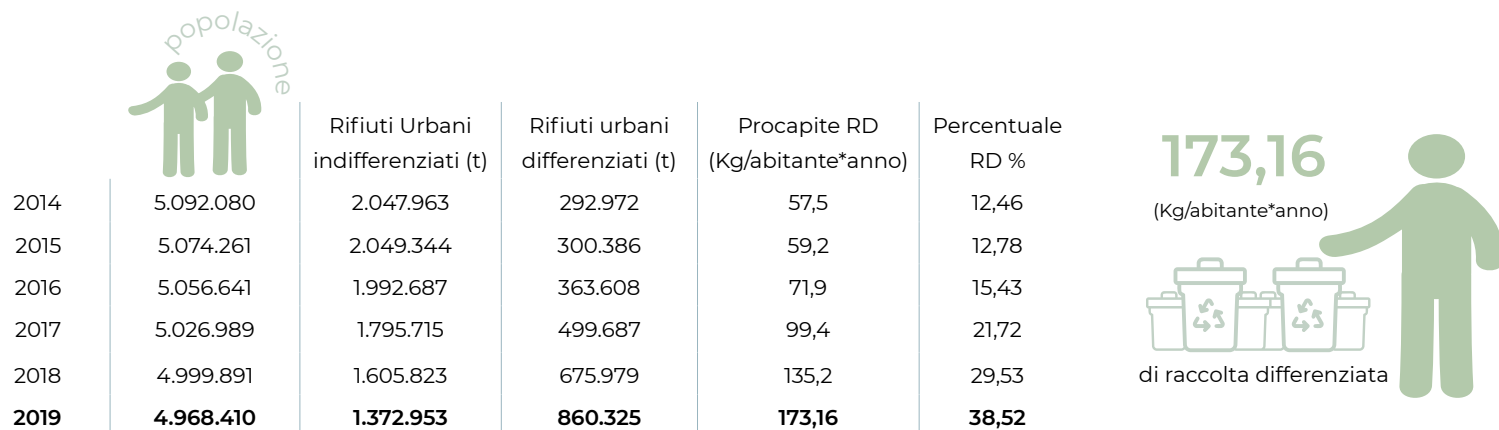 popolazione
Rifiuti Urbani indifferenziati (t)
Rifiuti urbani differenziati (t)
Procapite RD (Kg/abitante*anno)
Percentuale RD %
2014 5.092.080 2.047.963 292.972 57,5 12,46
2015 5.074.261 2.049.344 300.386 59,2 12,78
2016 5.056.641 1.992.687 363.608 71,9 15,43
2017 5.026.989 1.795.715 499.687 99,4 21,72
2018 4.999.891 1.605.823 675.979 135,2 29,53
2019 4.968.410 1.372.953 860.325 173,16 38,52
173,16
(Kg/abitante*anno)
di raccolta differenziata